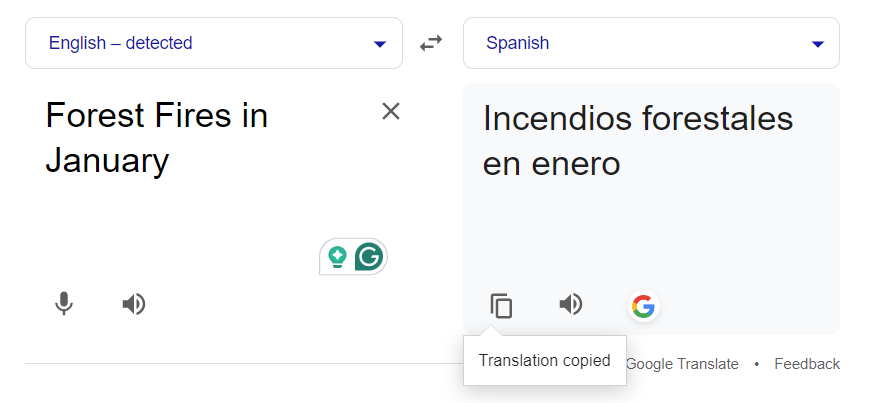 English – detected
Spanish
Forest Fires in
January
Incendios forestales
en enero
Translation copied
Google Translate • Feedback